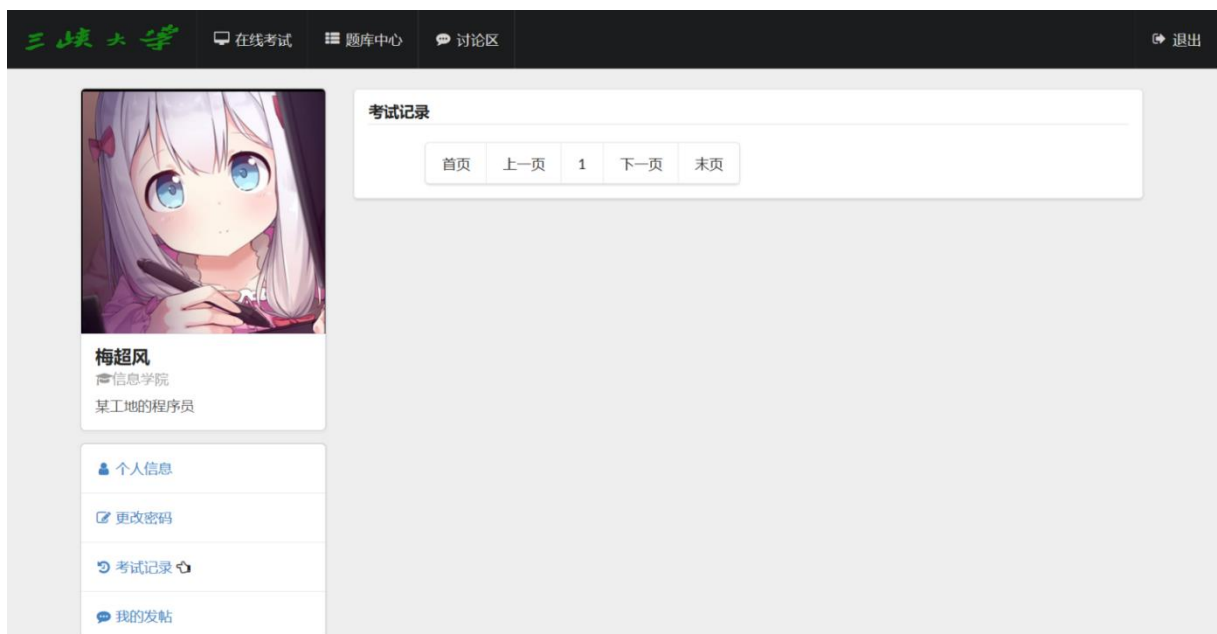 三峡大学 在线考试 题库中心 讨论区 退出
考试记录
首页 上一页 1 下一页 末页
梅超风
信息学院
某工地的程序员
个人信息
更改密码
考试记录
我的发帖